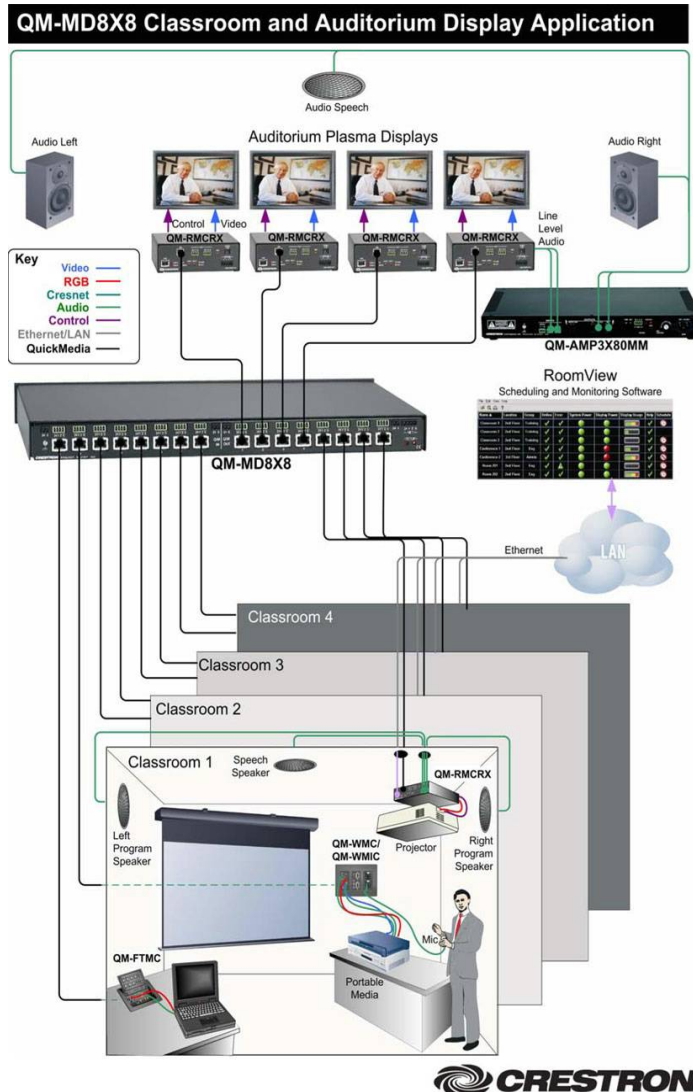 QM-MD8X8 Classroom and Auditorium Display Application
Audio Speech
Audio Left
Auditorium Plasma Displays
Audio Right
Control
Video
QM-RMCRX
QM-RMCRX
QM-RMCRX
QM-RMCRX
Line
Level
Audio
Key
Video
RGB
Cresnet
Audio
Control
Ethernet/LAN
QuickMedia
QM-AMP3X80MM
RoomView
Scheduling and Monitoring Software
QM-MD8X8
Ethernet
LAN
Classroom 4
Classroom 3
Classroom 2
Classroom 1
Speech
Speaker
QM-RMCRX
Left
Program
Speaker
QM-WMC/
QM-WMIC
Projector
Right
Program
Speaker
Mic
QM-FTMC
Portable
Media
CRESTRON